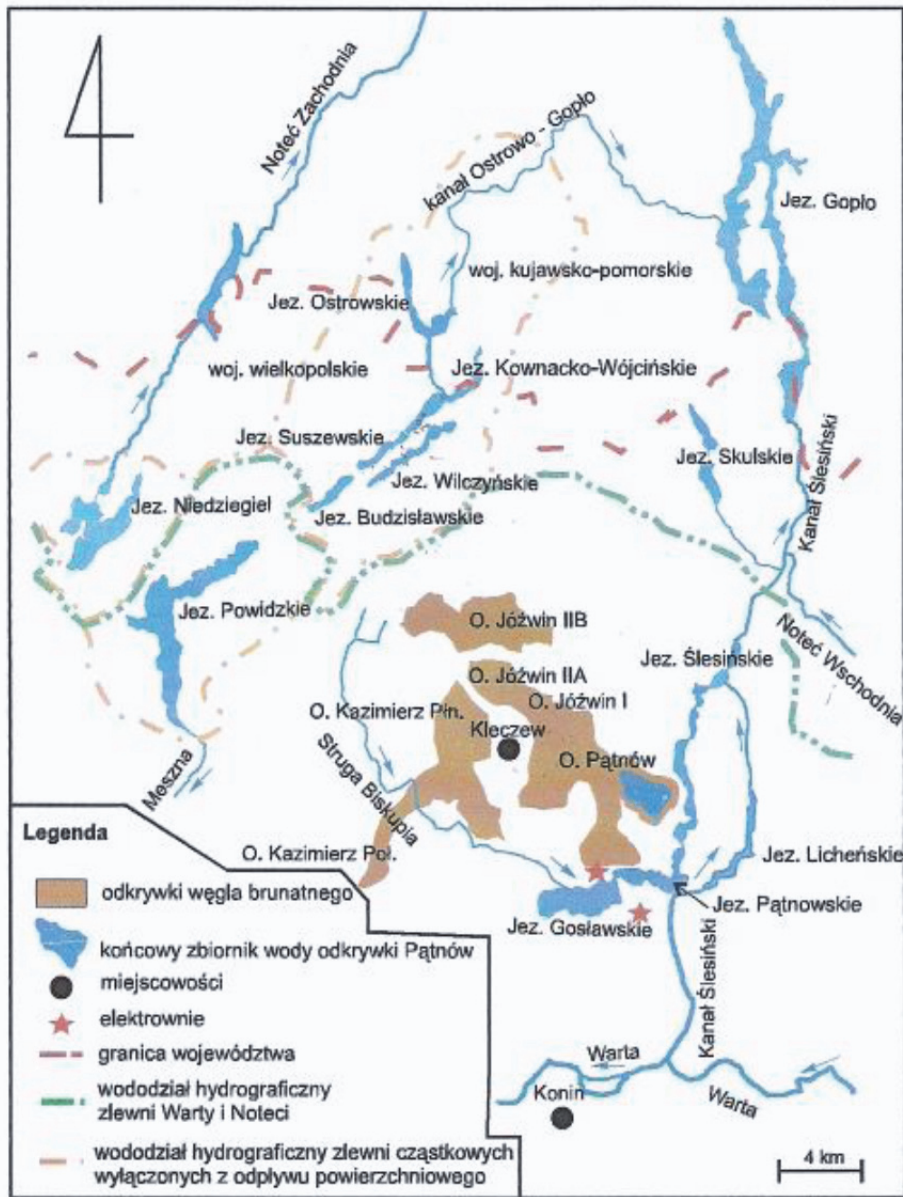 Noteć Zachodnia
kanał Ostrowo - Gopło
Jez. Gopło
woj. kujawsko-pomorskie
Jez. Ostrowskie
woj. wielkopolskie
Jez. Kownacko-Wójcińskie
Jez. Suszewskie
Jez. Skulskie
Kanał Ślesiński
Jez. Wilczyńskie
Jez. Niedzięgiel
Jez. Budzisławskie
Jez. Powidzkie
O. Jóźwin IIB
Noteć Wschodnia
Jez. Ślesińskie
O. Jóźwin IIA
O. Jóźwin I
O. Kazimierz Płn.
Kleczew
O. Pątnów
Meszna
Struga Biskupia
O. Kazimierz Poł.
Jez. Licheńskie
Jez. Pątnowskie
Jez. Gosławskie
Kanał Ślesiński
Warta
Warta
Konin
4 km
Legenda
odkrywki węgla brunatnego
końcowy zbiornik wody odkrywki Pątnów
miejscowości
elektrownie
granica województwa
wododział hydrograficzny
zlewni Warty i Noteci
wododział hydrograficzny zlewni cząstkowych
wyłączonych z odpływu powierzchniowego